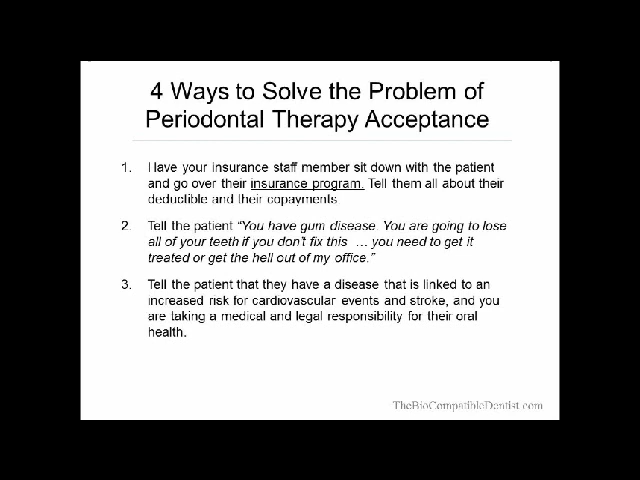 4 Ways to Solve the Problem of
Periodontal Therapy Acceptance
1. Have your insurance staff member sit down with the patient
and go over their insurance program. Tell them all about their
deductible and their copayments
2. Tell the patient “You have gum disease. You are going to lose
all of your teeth if you don’t fix this … you need to get it
treated or get the hell out of my office.”
3. Tell the patient that they have a disease that is linked to an
increased risk for cardiovascular events and stroke, and you
are taking a medical and legal responsibility for their oral
health.
TheBioCompatibleDentist.com